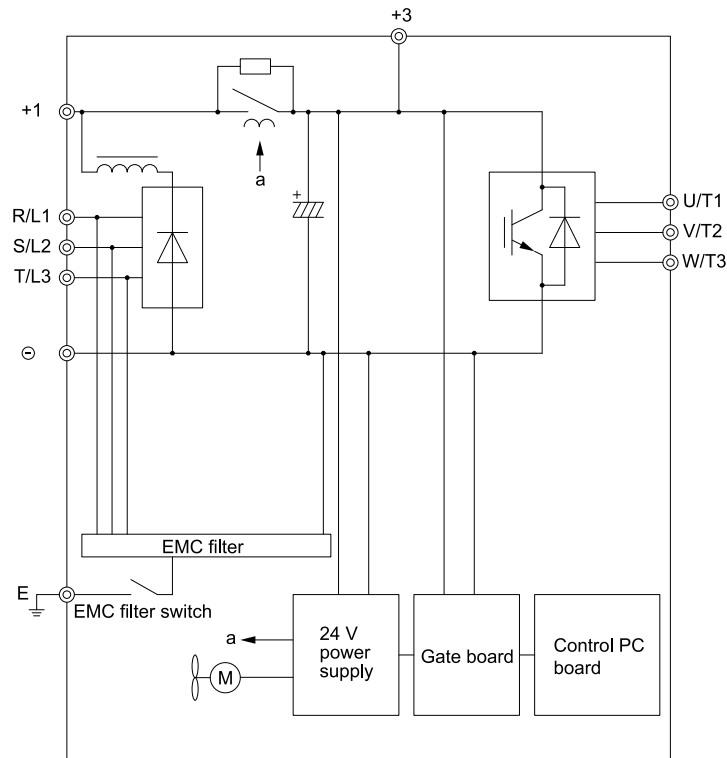 +3
+1
a
+
R/L1
S/L2
T/L3
U/T1
V/T2
W/T3
⊖
EMC filter
E
EMC filter switch
a
M
24 V
power
supply
Gate board
Control PC
board